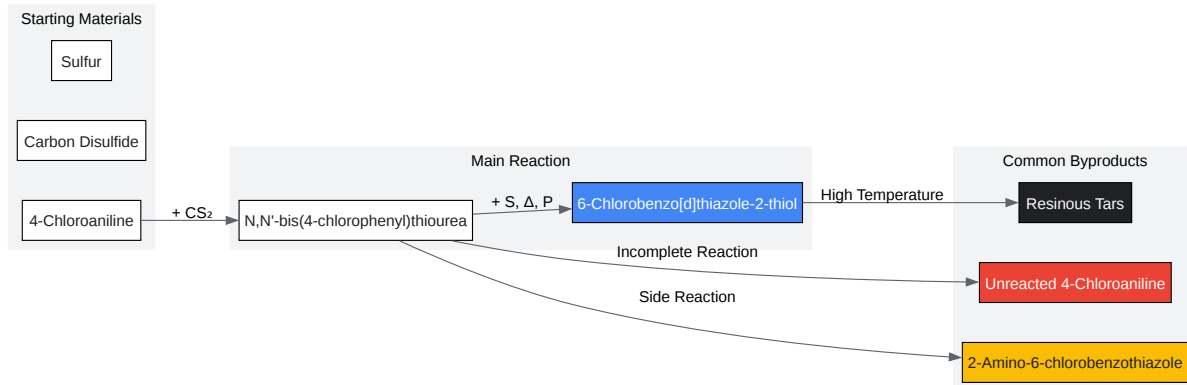 Starting Materials
Sulfur
Carbon Disulfide
4-Chloroaniline
+ CS₂
Main Reaction
N,N'-bis(4-chlorophenyl)thiourea
+ S, Δ, P
6-Chlorobenzo[d]thiazole-2-thiol
High Temperature
Incomplete Reaction
Side Reaction
Common Byproducts
Resinous Tars
Unreacted 4-Chloroaniline
2-Amino-6-chlorobenzothiazole